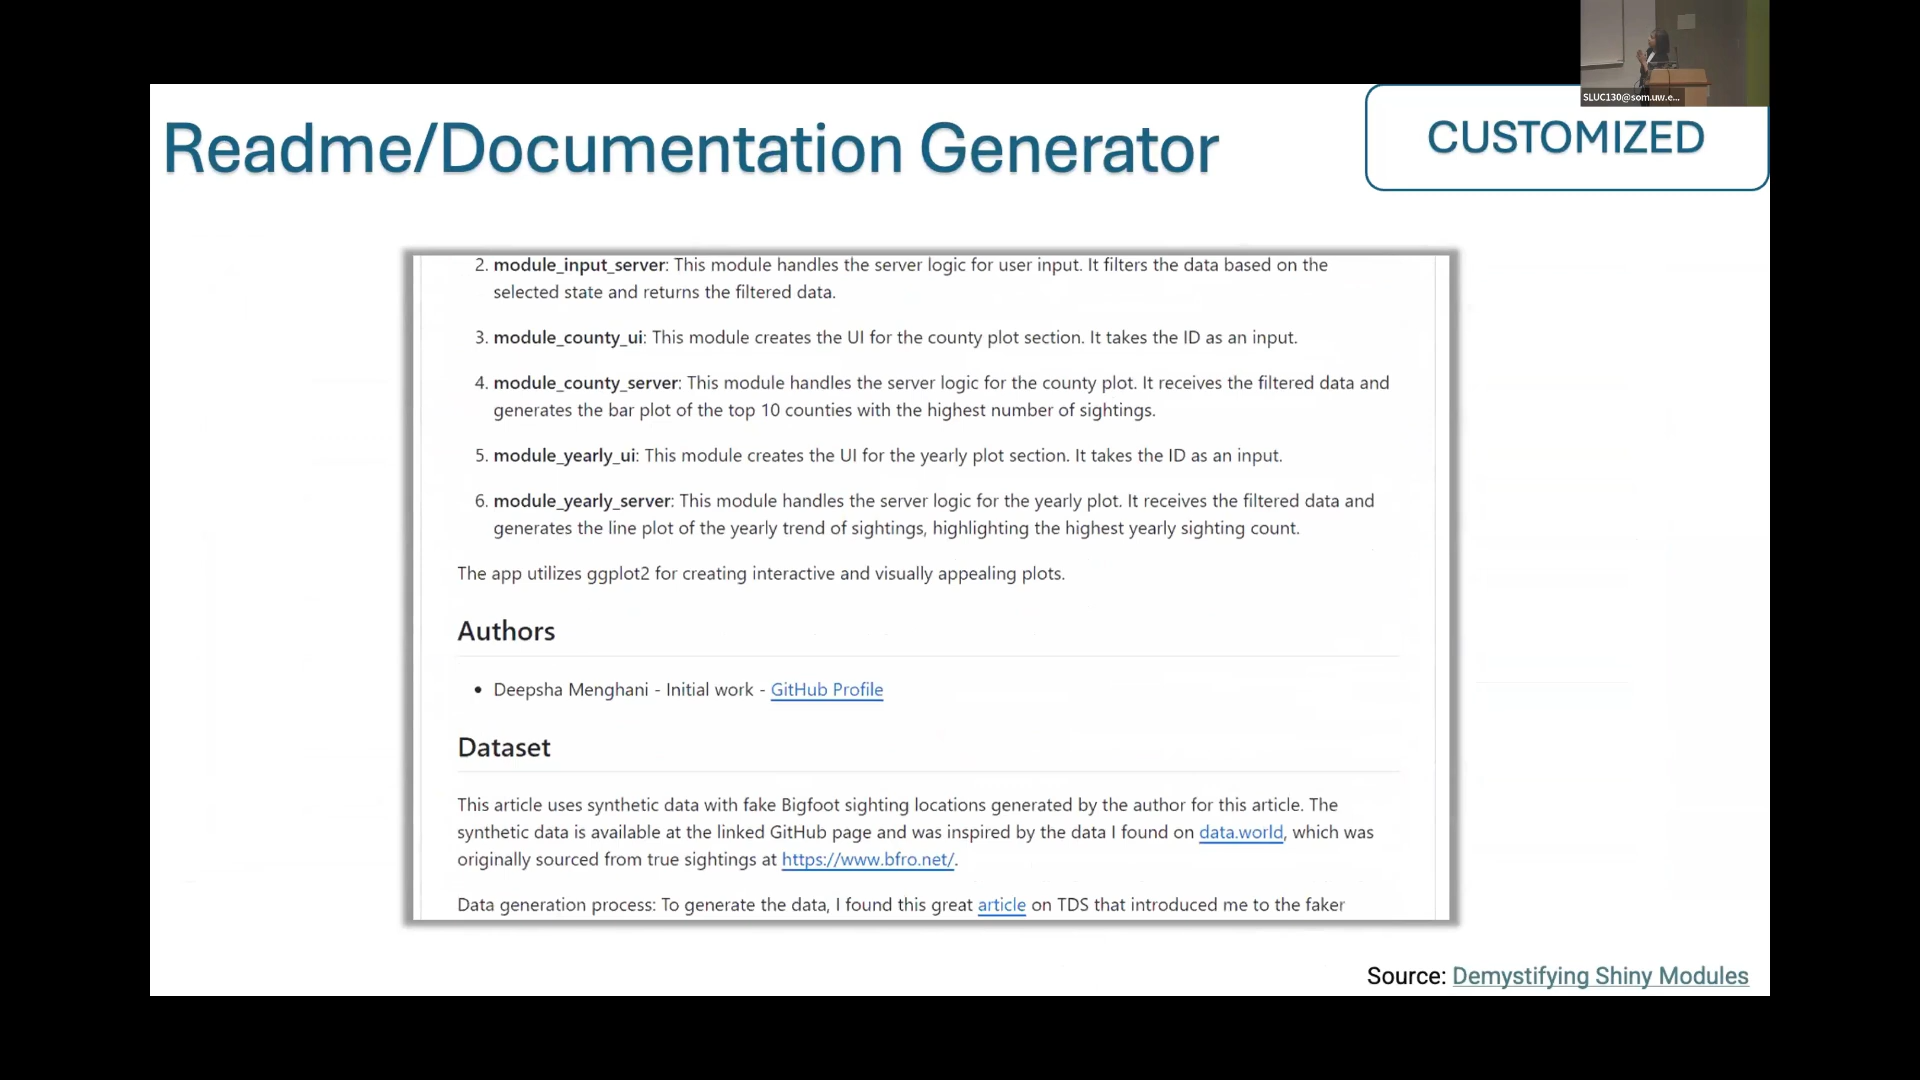 SLUC130@som.uw.e...
Readme/Documentation Generator
CUSTOMIZED
2. module_input_server: This module handles the server logic for user input. It filters the data based on the
selected state and returns the filtered data.
3. module_county_ui: This module creates the UI for the county plot section. It takes the ID as an input.
4. module_county_server: This module handles the server logic for the county plot. It receives the filtered data and
generates the bar plot of the top 10 counties with the highest number of sightings.
5. module_yearly_ui: This module creates the UI for the yearly plot section. It takes the ID as an input.
6. module_yearly_server: This module handles the server logic for the yearly plot. It receives the filtered data and
generates the line plot of the yearly trend of sightings, highlighting the highest yearly sighting count.
The app utilizes ggplot2 for creating interactive and visually appealing plots.
Authors
• Deepsha Menghani - Initial work - GitHub Profile
Dataset
This article uses synthetic data with fake Bigfoot sighting locations generated by the author for this article. The
synthetic data is available at the linked GitHub page and was inspired by the data I found on data.world, which was
originally sourced from true sightings at https://www.bfro.net/.
Data generation process: To generate the data, I found this great article on TDS that introduced me to the faker
Source: Demystifying Shiny Modules